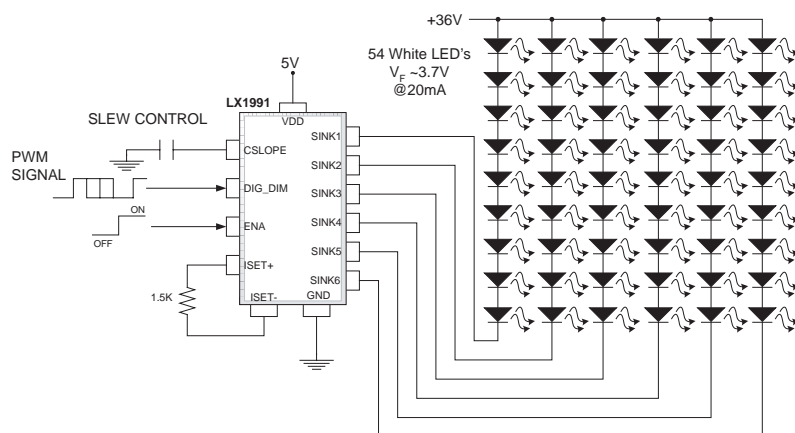 +36V
54 White LED's
VF ~3.7V
@20mA
5V
LX1991
VDD
SLEW CONTROL
CSLOPE
SINK1
PWM
SIGNAL
SINK2
DIG_DIM
SINK3
ON
OFF
ENA
SINK4
SINK5
ISET+
SINK6
1.5K
ISET-
GND